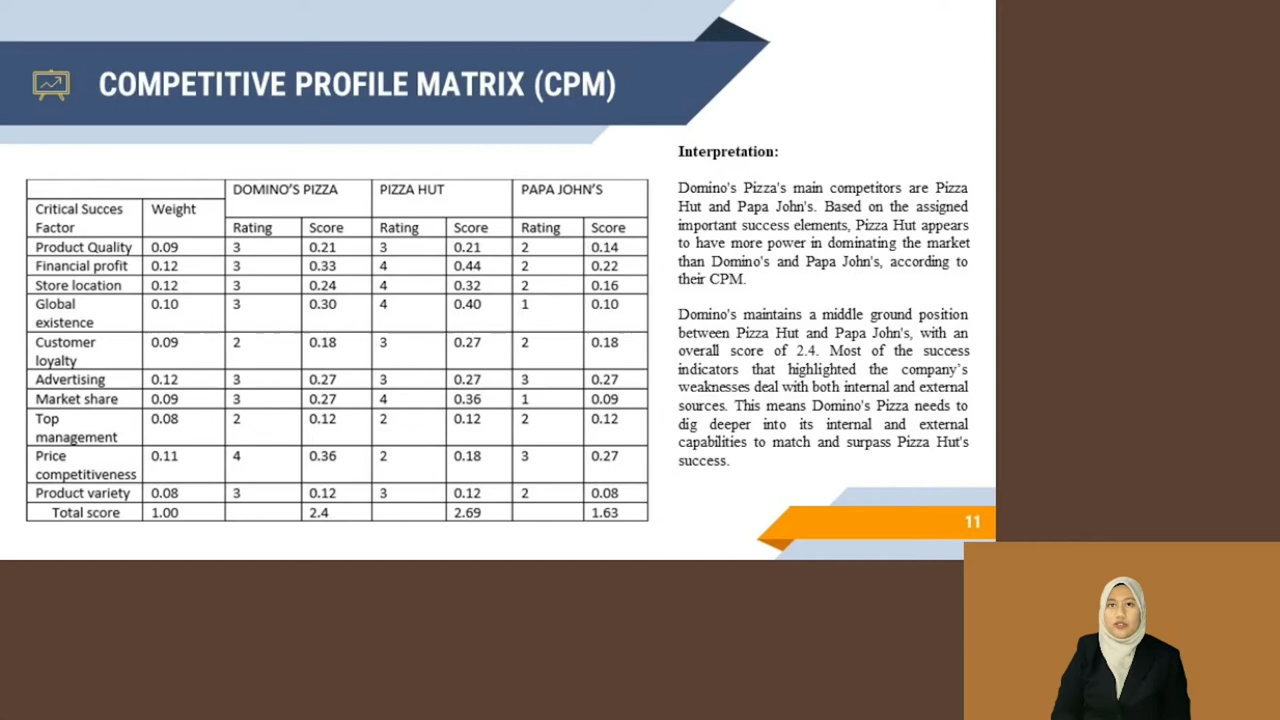 COMPETITIVE PROFILE MATRIX (CPM)
DOMINO'S PIZZA PIZZA HUT PAPA JOHN'S
Critical Succes Factor Weight Rating Score Rating Score Rating Score
Product Quality 0.09 3 0.21 3 0.21 2 0.14
Financial profit 0.12 3 0.33 4 0.44 2 0.22
Store location 0.12 3 0.24 4 0.32 2 0.16
Global existence 0.10 3 0.30 4 0.40 1 0.10
Customer loyalty 0.09 2 0.18 3 0.27 2 0.18
Advertising 0.12 3 0.27 3 0.27 3 0.27
Market share 0.09 3 0.27 4 0.36 1 0.09
Top management 0.08 2 0.12 2 0.12 2 0.12
Price competitiveness 0.11 4 0.36 2 0.18 3 0.27
Product variety 0.08 3 0.12 3 0.12 2 0.08
Total score 1.00 2.4 2.69 1.63
Interpretation:
Domino's Pizza's main competitors are Pizza
Hut and Papa John's. Based on the assigned
important success elements, Pizza Hut appears
to have more power in dominating the market
than Domino's and Papa John's, according to
their CPM.
Domino's maintains a middle ground position
between Pizza Hut and Papa John's, with an
overall score of 2.4. Most of the success
indicators that highlighted the company's
weaknesses deal with both internal and external
sources. This means Domino's Pizza needs to
dig deeper into its internal and external
capabilities to match and surpass Pizza Hut's
success.
11